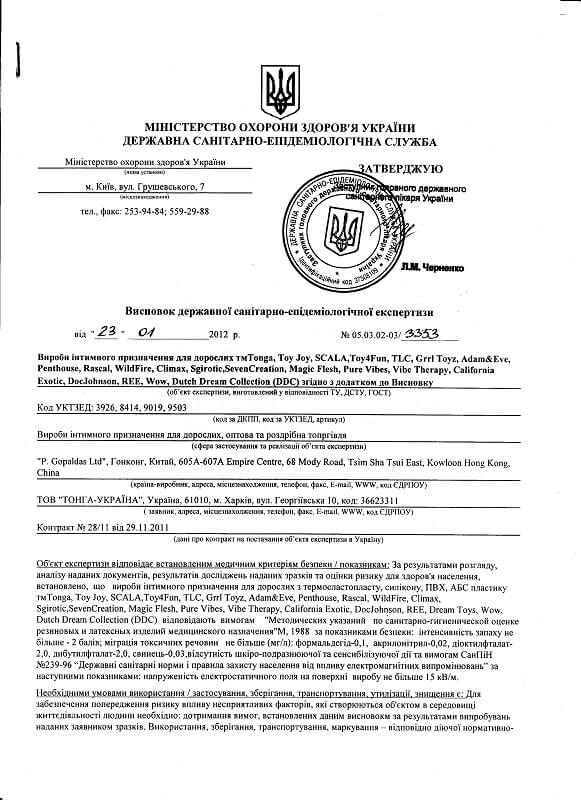 МІНІСТЕРСТВО ОХОРОНИ ЗДОРОВ'Я УКРАЇНИ
ДЕРЖАВНА САНІТАРНО-ЕПІДЕМІОЛОГІЧНА СЛУЖБА
Міністерство охорони здоров'я України
(назва установи)
м. Київ, вул. Грушевського, 7
(місцезнаходження)
тел., факс: 253-94-84; 559-29-88
ЗАТВЕРДЖУЮ
Заступник головного державного
санітарного лікаря України
Л.М. Черненко
Висновок державної санітарно-епідеміологічної експертизи
від "23" 01 2012 р. № 05.03.02-03/ 3353
Вироби інтимного призначення для дорослих тмTonga, Toy Joy, SCALA,Toy4Fun, TLC, Grrl Toyz, Adam&Eve,
Penthouse, Rascal, WildFire, Climax, Sgirotic,SevenCreation, Magic Flesh, Pure Vibes, Vibe Therapy, California
Exotic, DocJohnson, REE, Wow, Dutch Dream Collection (DDC) згідно з додатком до Висновку
(об'єкт експертизи, виготовлений у відповідності ТУ, ДСТУ, ГОСТ)
Код УКТЗЕД: 3926, 8414, 9019, 9503
(код за ДКПП, код за УКТЗЕД, артикул)
Вироби інтимного призначення для дорослих, оптова та роздрібна торгівля
(сфера застосування та реалізації об'єкта експертизи)
"P. Gopaldas Ltd", Гонконг, Китай, 605A-607A Empire Centre, 68 Mody Road, Tsim Sha Tsui East, Kowloon Hong Kong,
China
(країна-виробник, адреса, місцезнаходження, телефон, факс, E-mail, WWW, код ЄДРПОУ)
ТОВ "ТОНГА-УКРАЇНА", Україна, 61010, м. Харків, вул. Георгіївська 10, код: 36623311
( заявник, адреса, місцезнаходження, телефон, факс, E-mail, WWW, код ЄДРПОУ)
Контракт № 28/11 від 29.11.2011
(дані про контракт на постачання об'єкта експертизи в Україну)
Об'єкт експертизи відповідає встановленим медичним критеріям безпеки / показникам: За результатами розгляду,
аналізу наданих документів, результатів досліджень наданих зразків та оцінки ризику для здоров'я населення,
встановлено, що вироби інтимного призначення для дорослих з термоеластопласту, силікону, ПВХ, АБС пластику
тмTonga, Toy Joy, SCALA,Toy4Fun, TLC, Grrl Toyz, Adam&Eve, Penthouse, Rascal, WildFire, Climax,
Sgirotic,SevenCreation, Magic Flesh, Pure Vibes, Vibe Therapy, California Exotic, DocJohnson, REE, Dream Toys, Wow,
Dutch Dream Collection (DDC) відповідають вимогам "Методических указаний по санитарно-гигиенической оценке
резиновых и латексных изделий медицинского назначения"М, 1988 за показниками безпеки: інтенсивність запаху не
більше - 2 балів; міграція токсичних речовин не більше (мг/л): формальдегід-0,1, акрилонітрил-0,02, діоктилфталат-
2,0, дибутилфталат-2,0, свинець-0,03,відсутність шкіро-подразнюючої та сенсибілізуючої дії та вимогам СанПіН
№239-96 "Державні санітарні норми і правила захисту населення від впливу електромагнітних випромінювань" за
наступними показниками: напруженість електростатичного поля на поверхні виробу не більше 15 кВ/м.
Необхідними умовами використання / застосування, зберігання, транспортування, утилізації, знищення є: Для
забезпечення попередження ризику впливу несприятливих факторів, які створюються об'єктом в середовищі
життєдіяльності людини необхідно: дотримання вимог, встановлених даним висновком за результатами випробувань
наданих заявником зразків. Використання, зберігання, транспортування, маркування – відповідно діючої нормативно-